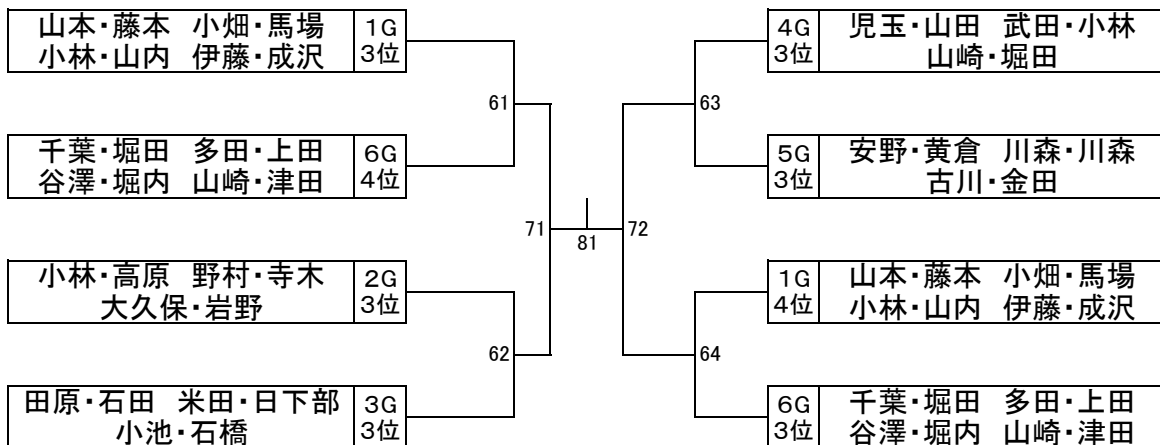 山本・藤本 小畑・馬場 1G
小林・山内 伊藤・成沢 3位
61
千葉・堀田 多田・上田 6G
谷澤・堀内 山崎・津田 4位
71
小林・高原 野村・寺木 2G
大久保・岩野 3位
62
田原・石田 米田・日下部 3G
小池・石橋 3位
81
4G 児玉・山田 武田・小林
3位 山崎・堀田
63
5G 安野・黄倉 川森・川森
3位 古川・金田
72
1G 山本・藤本 小畑・馬場
4位 小林・山内 伊藤・成沢
64
6G 千葉・堀田 多田・上田
3位 谷澤・堀内 山崎・津田